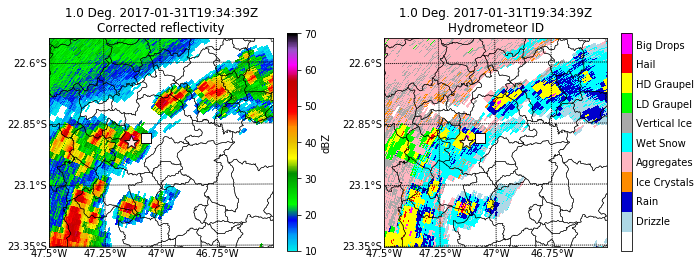 1.0 Deg. 2017-01-31T19:34:39Z
Corrected reflectivity
22.6°S
22.85°S
23.1°S
23.35°S
47.5°W
47.25°W
47°W
46.75°W
70
60
50
40
30
20
10
dBZ
1.0 Deg. 2017-01-31T19:34:39Z
Hydrometeor ID
22.6°S
22.85°S
23.1°S
23.35°S
47.5°W
47.25°W
47°W
46.75°W
Big Drops
Hail
HD Graupel
LD Graupel
Vertical Ice
Wet Snow
Aggregates
Ice Crystals
Rain
Drizzle